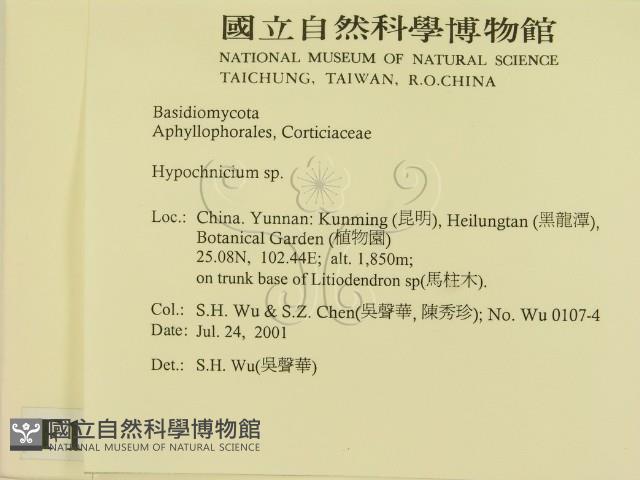 國立自然科學博物館
NATIONAL MUSEUM OF NATURAL SCIENCE
TAICHUNG, TAIWAN, R.O.CHINA
Basidiomycota
Aphyllophorales, Corticiaceae
Hypochnicium sp.
Loc.: China. Yunnan: Kunming (昆明), Heilungtan (黑龍潭),
Botanical Garden (植物園)
25.08N, 102.44E; alt. 1,850m;
on trunk base of Litiodendron sp(馬柱木).
Col.: S.H. Wu & S.Z. Chen(吳聲華, 陳秀珍); No. Wu 0107-4
Date: Jul. 24, 2001
Det.: S.H. Wu(吳聲華)
國立自然科學博物館
NATIONAL MUSEUM OF NATURAL SCIENCE